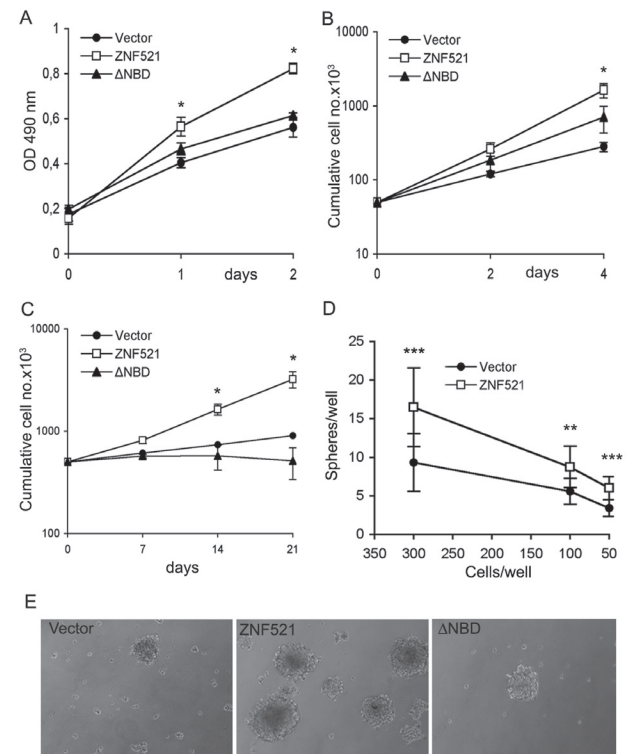 A
Vector
ZNF521
ΔNBD
OD 490 nm
1
0,8
0,6
0,4
0,2
0
*
*
0
1
days
2
B
Vector
ZNF521
ΔNBD
Cumulative cell no.x10³
10000
1000
100
10
*
0
2
days
4
C
Vector
ZNF521
ΔNBD
Cumulative cell no.x10³
10000
1000
100
*
*
0
7
14
21
days
D
Vector
ZNF521
Spheres/well
25
20
15
10
5
0
***
**
***
350
300
250
200
150
100
50
Cells/well
E
Vector
ZNF521
ΔNBD